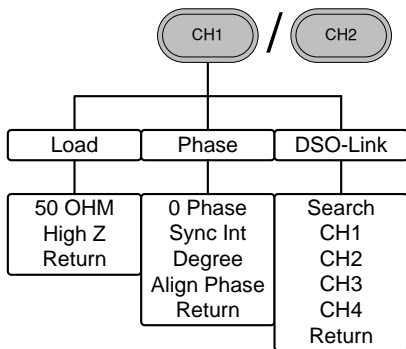 CH1 / CH2
Load
Phase
DSO-Link
50 OHM
High Z
Return
0 Phase
Sync Int
Degree
Align Phase
Return
Search
CH1
CH2
CH3
CH4
Return